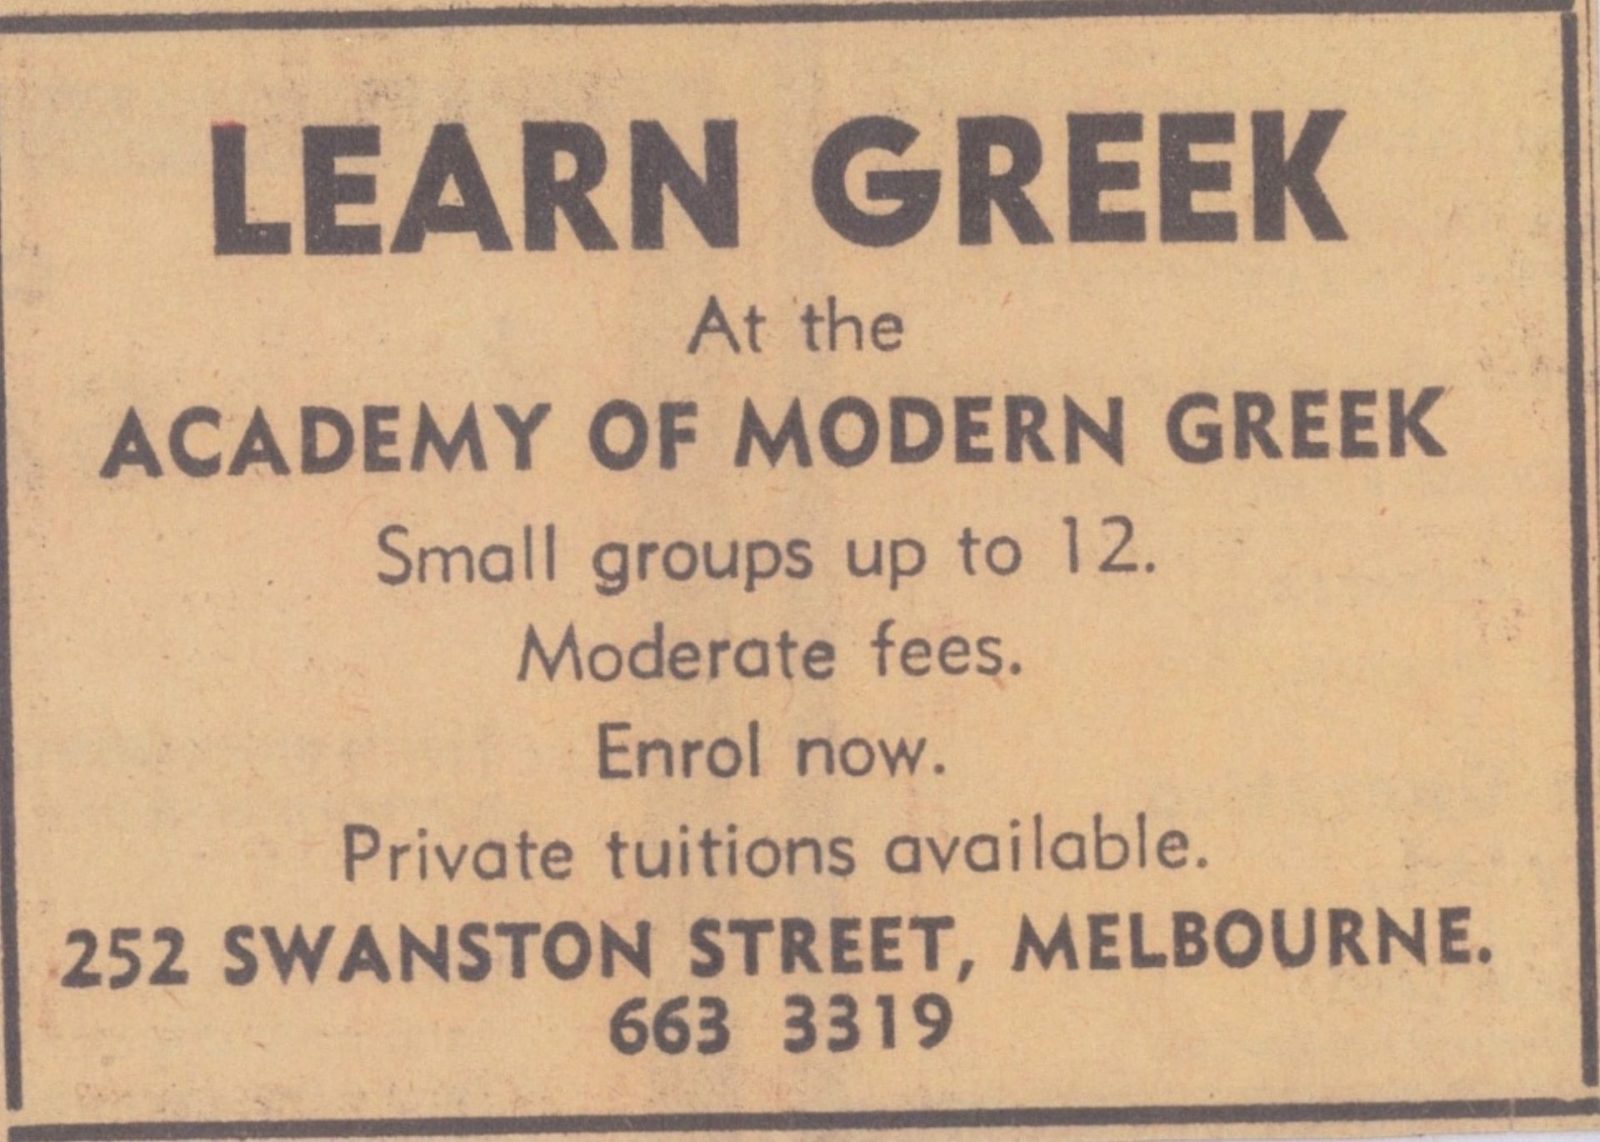 LEARN GREEK
At the
ACADEMY OF MODERN GREEK
Small groups up to 12.
Moderate fees.
Enrol now.
Private tuitions available.
252 SWANSTON STREET, MELBOURNE.
663 3319